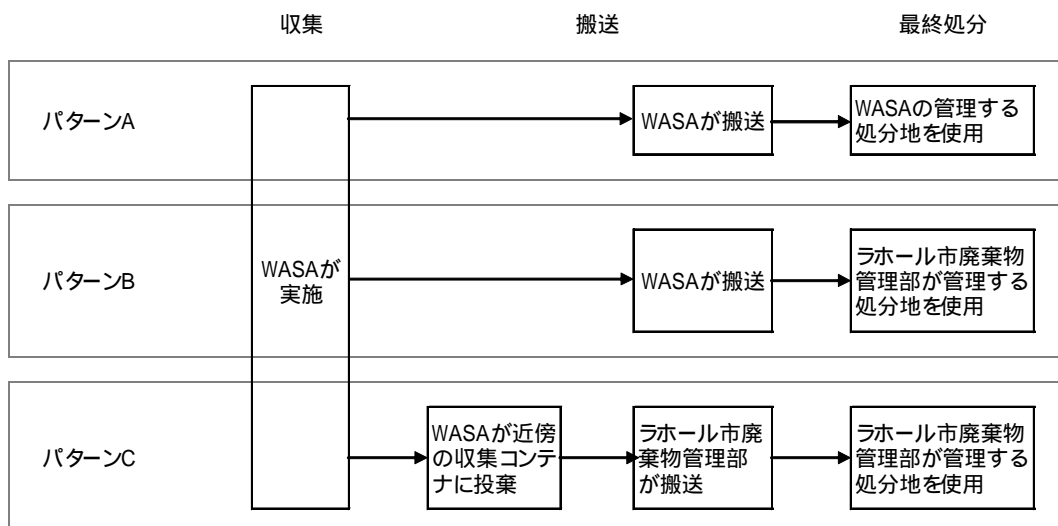 収集 搬送 最終処分
パターンA
WASAが搬送
WASAの管理する
処分地を使用
パターンB
WASAが
実施
WASAが搬送
ラホール市廃棄物
管理部が管理する
処分地を使用
パターンC
WASAが近傍
の収集コンテ
ナに投棄
ラホール市廃
棄物管理部
が搬送
ラホール市廃棄物
管理部が管理する
処分地を使用